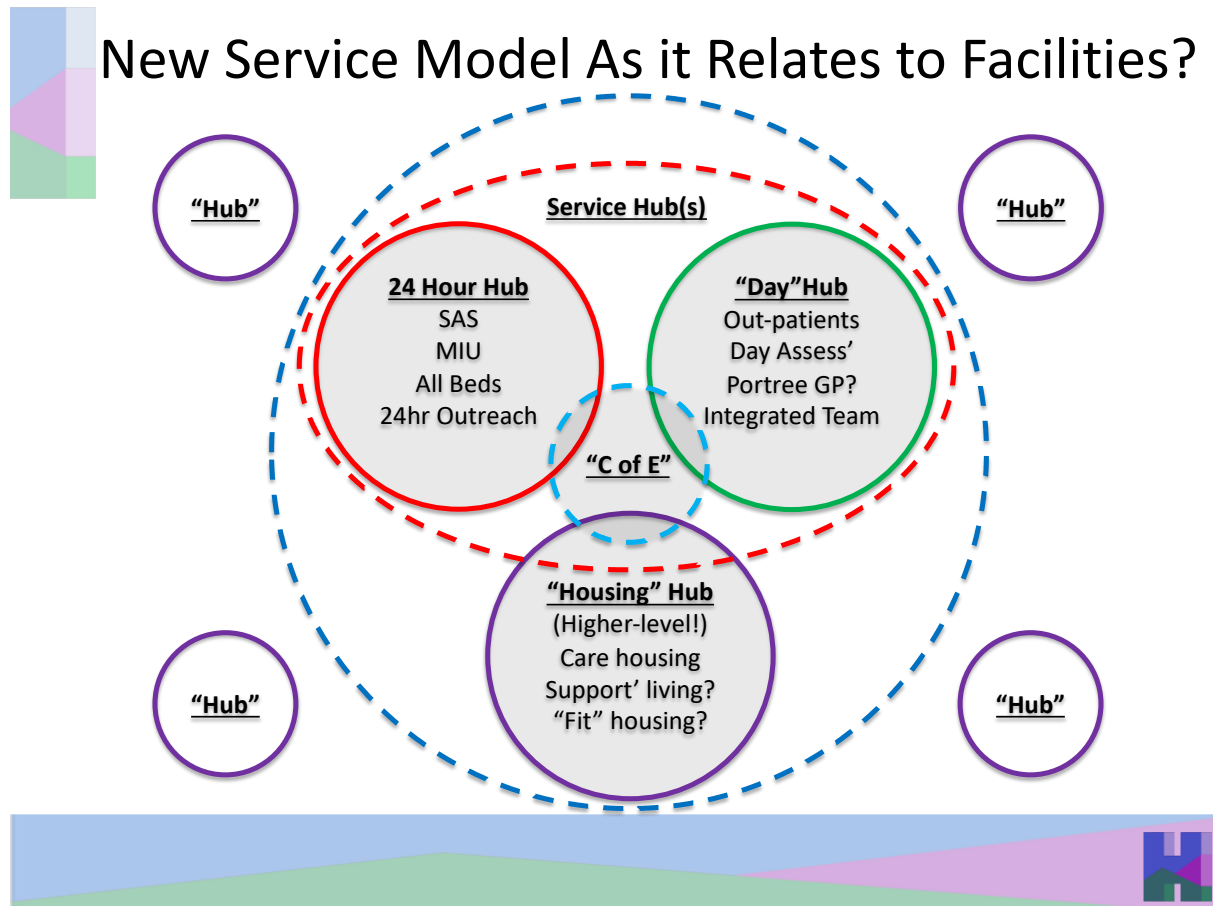 New Service Model As it Relates to Facilities?
“Hub”
“Hub”
Service Hub(s)
24 Hour Hub
SAS
MIU
All Beds
24hr Outreach
“Day”Hub
Out-patients
Day Assess’
Portree GP?
Integrated Team
“C of E”
“Housing” Hub
(Higher-level!)
Care housing
Support’ living?
“Fit” housing?
“Hub”
“Hub”